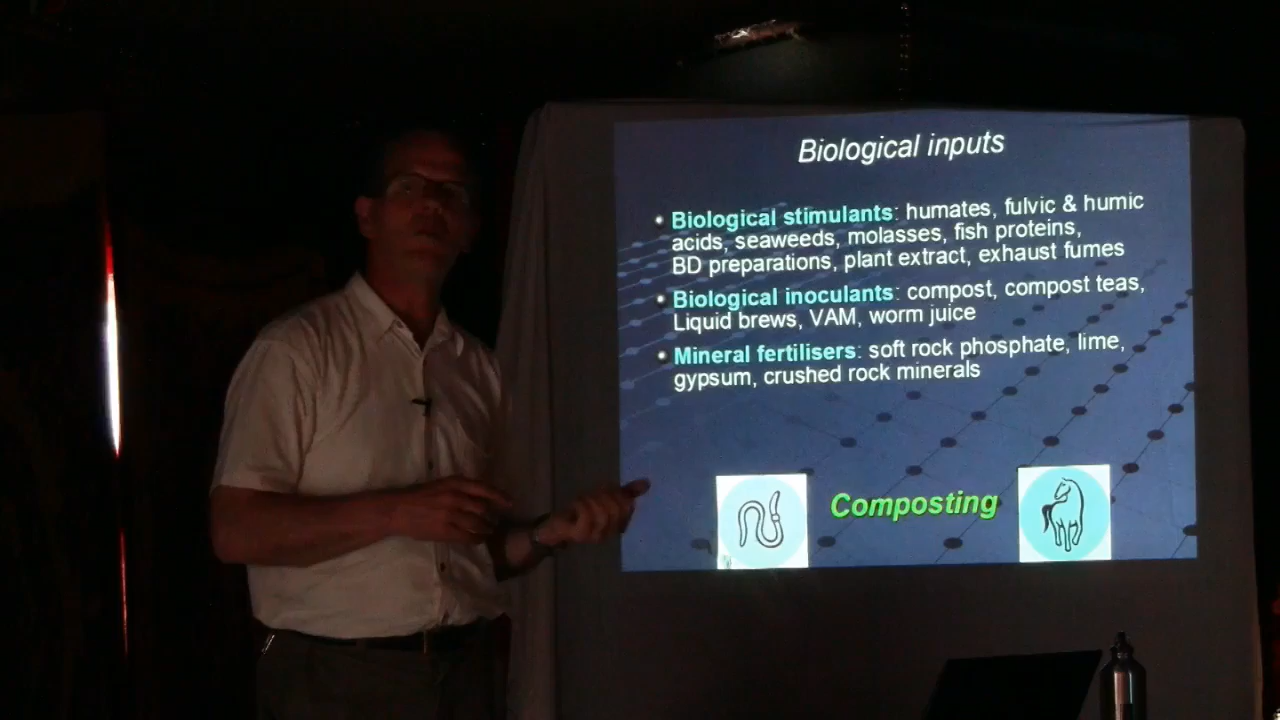 Biological inputs
• Biological stimulants: humates, fulvic & humic
acids, seaweeds, molasses, fish proteins,
BD preparations, plant extract, exhaust fumes
• Biological inoculants: compost, compost teas,
Liquid brews, VAM, worm juice
• Mineral fertilisers: soft rock phosphate, lime,
gypsum, crushed rock minerals
Composting